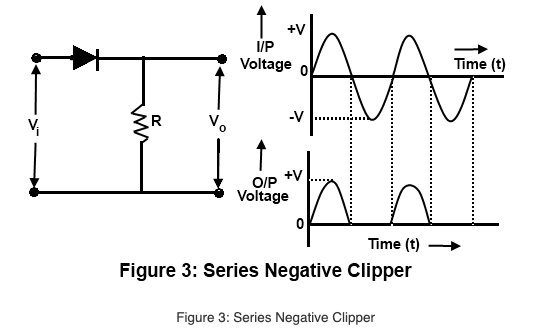 +V
I/P
Voltage
0
Time (t)
-V
Vi
R
Vo
+V
O/P
Voltage
0
Time (t)
Figure 3: Series Negative Clipper
Figure 3: Series Negative Clipper